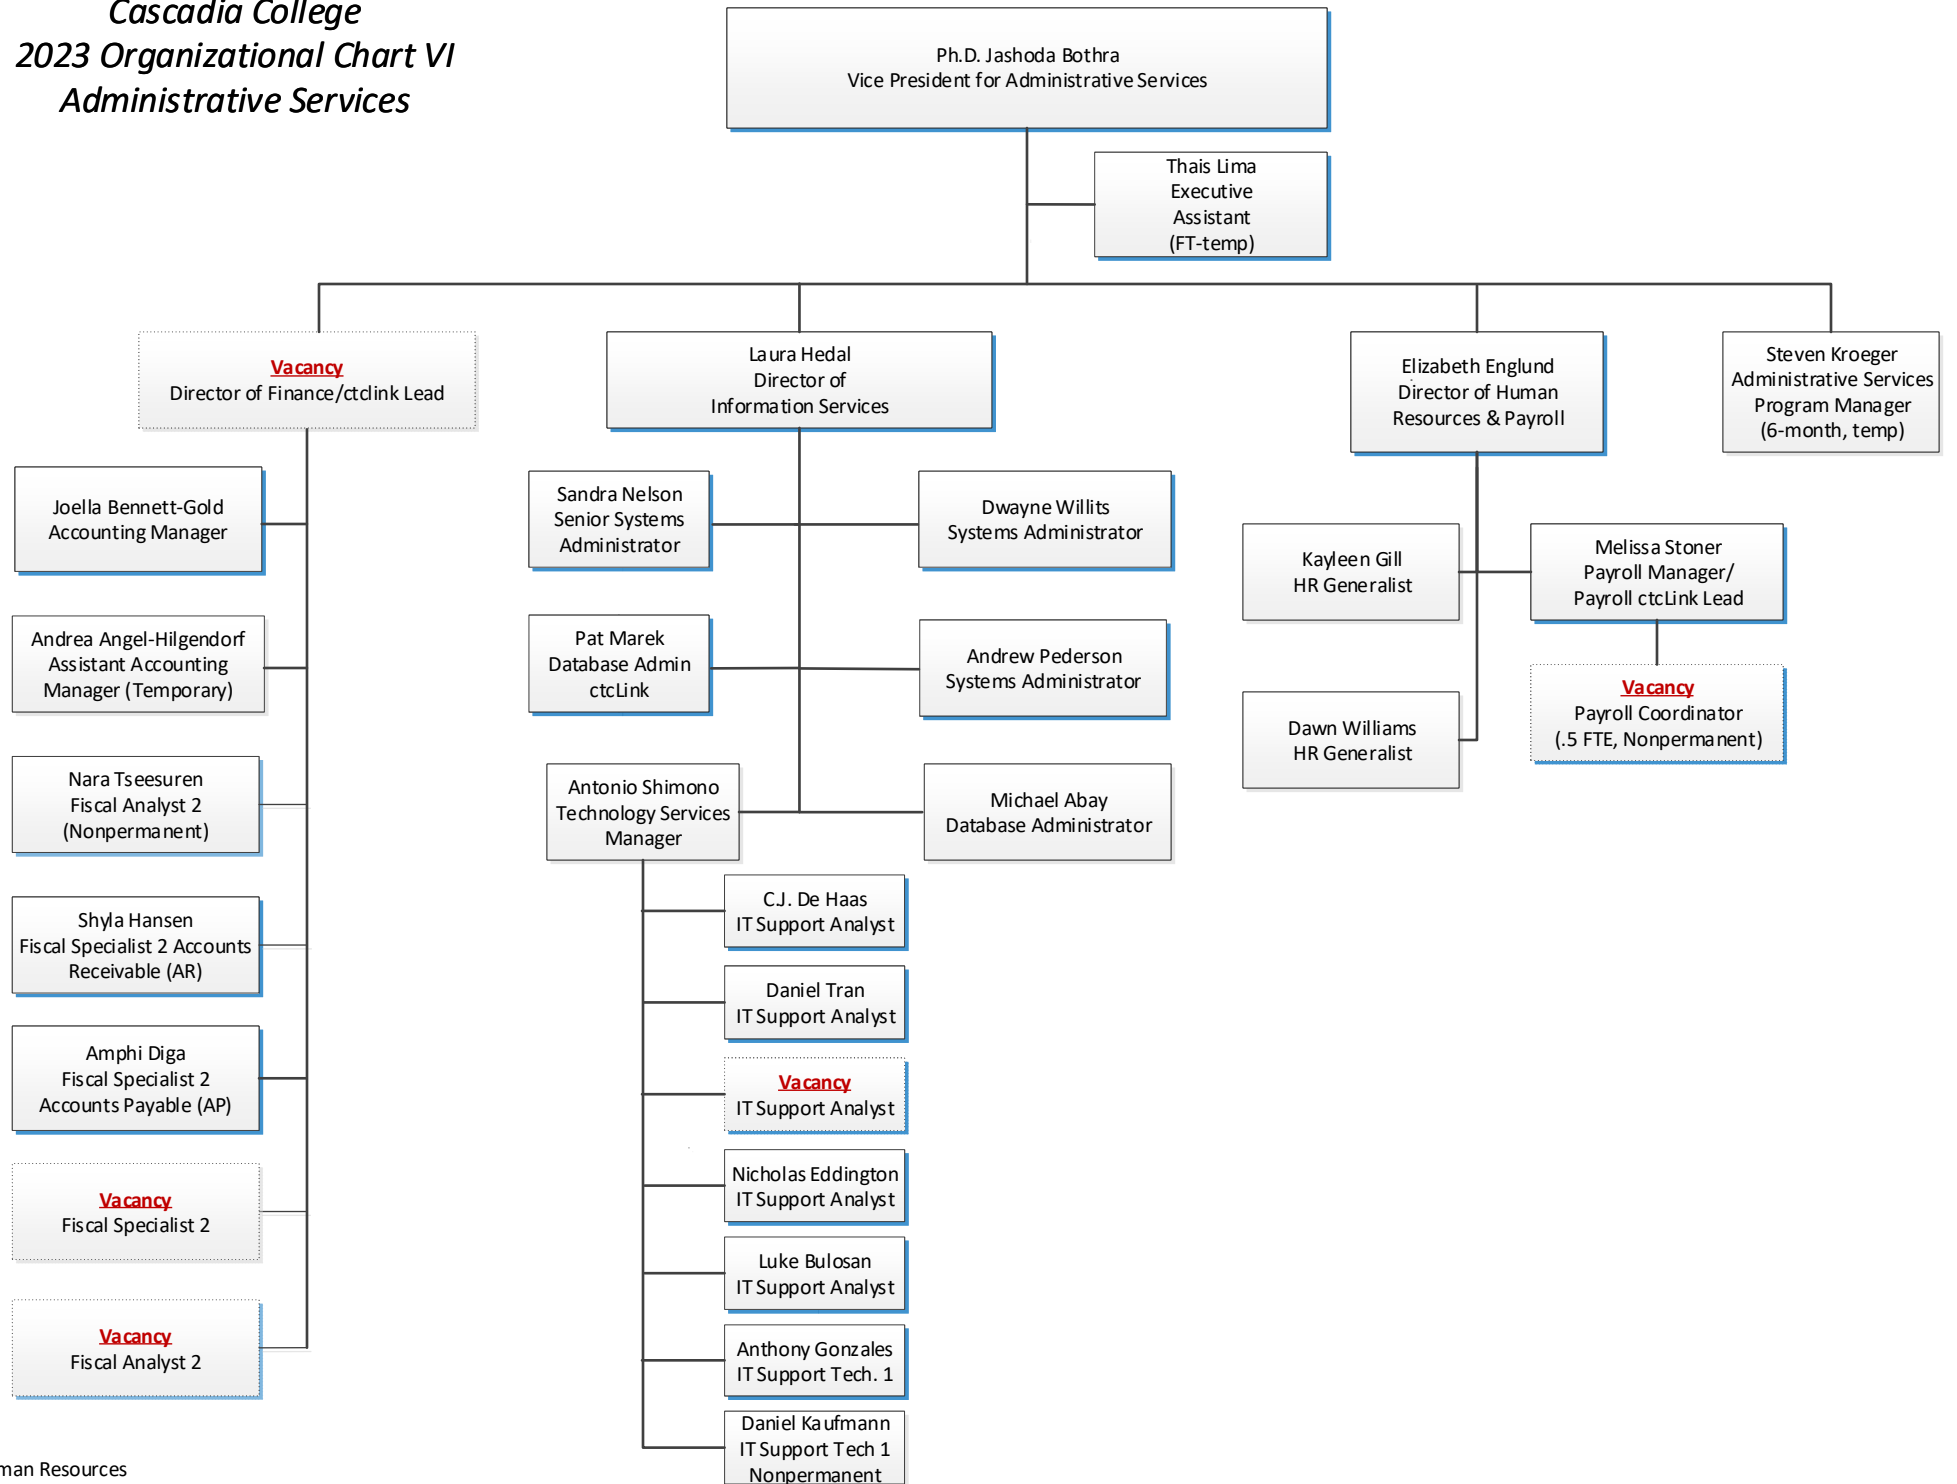 Cascadia College
2023 Organizational Chart VI
Administrative Services
Ph.D. Jashoda Bothra
Vice President for Administrative Services
Thais Lima
Executive
Assistant
(FT-temp)
Vacancy
Director of Finance/ctclink Lead
Laura Hedal
Director of
Information Services
Elizabeth Englund
Director of Human
Resources & Payroll
Steven Kroeger
Administrative Services
Program Manager
(6-month, temp)
Joella Bennett-Gold
Accounting Manager
Andrea Angel-Hilgendorf
Assistant Accounting
Manager (Temporary)
Nara Tseesuren
Fiscal Analyst 2
(Nonpermanent)
Shyla Hansen
Fiscal Specialist 2 Accounts
Receivable (AR)
Amphi Diga
Fiscal Specialist 2
Accounts Payable (AP)
Vacancy
Fiscal Specialist 2
Vacancy
Fiscal Analyst 2
Sandra Nelson
Senior Systems
Administrator
Dwayne Willits
Systems Administrator
Pat Marek
Database Admin
ctcLink
Andrew Pederson
Systems Administrator
Antonio Shimono
Technology Services
Manager
Michael Abay
Database Administrator
C.J. De Haas
IT Support Analyst
Daniel Tran
IT Support Analyst
Vacancy
IT Support Analyst
Nicholas Eddington
IT Support Analyst
Luke Bulosan
IT Support Analyst
Anthony Gonzales
IT Support Tech. 1
Daniel Kaufmann
IT Support Tech 1
Nonpermanent
Kayleen Gill
HR Generalist
Melissa Stoner
Payroll Manager/
Payroll ctcLink Lead
Dawn Williams
HR Generalist
Vacancy
Payroll Coordinator
(.5 FTE, Nonpermanent)
man Resources